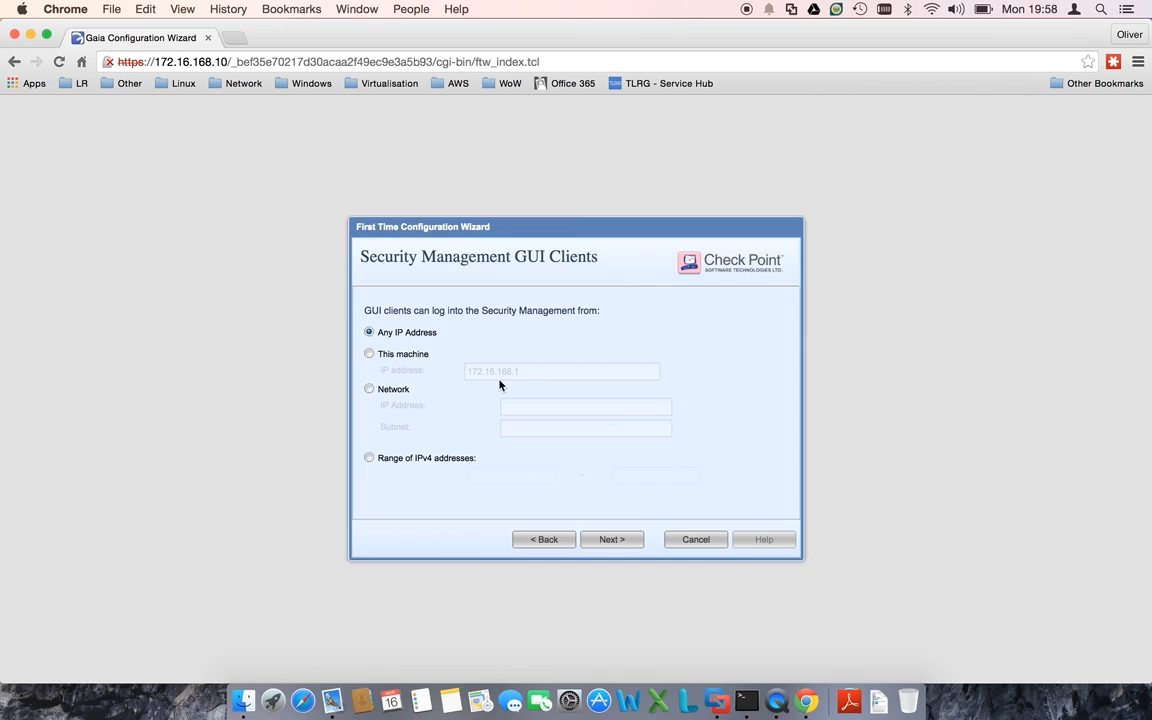 Chrome File Edit View History Bookmarks Window People Help Mon 19:58
Gaia Configuration Wizard Oliver
https://172.16.168.10/_bef35e70217d30acaa2f49ec9e3a5b93/cgi-bin/ftw_index.tcl
Apps LR Other Linux Network Windows Virtualisation AWS WoW Office 365 TLRG - Service Hub Other Bookmarks
First Time Configuration Wizard
Security Management GUI Clients
Check Point
SOFTWARE TECHNOLOGIES LTD.
GUI clients can log into the Security Management from:
Any IP Address
This machine
IP address: 172.16.168.1
Network
IP Address:
Subnet:
Range of IPv4 addresses:
-
< Back Next > Cancel Help
16